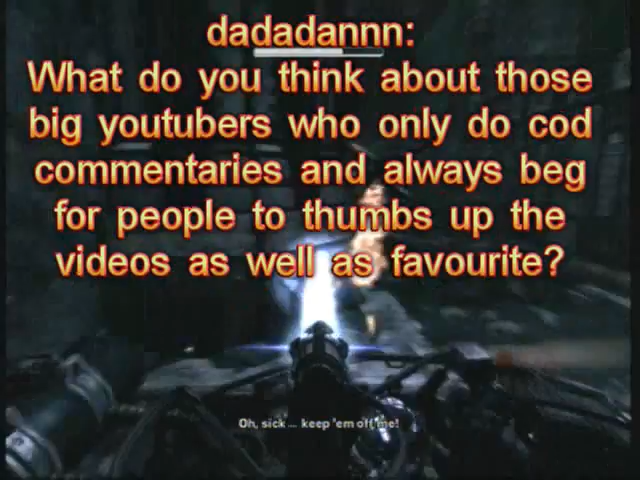 dadadannn:
What do you think about those
big youtubers who only do cod
commentaries and always beg
for people to thumbs up the
videos as well as favourite?
Oh, sick ... keep 'em off me!